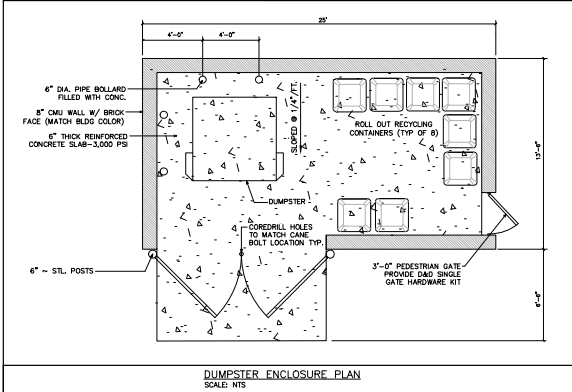 25'
4'-0"
4'-0"
6" DIA. PIPE BOLLARD
FILLED WITH CONC.
8" CMU WALL W/ BRICK
FACE (MATCH BLDG COLOR)
6" THICK REINFORCED
CONCRETE SLAB-3,000 PSI
SLOPED @ 1/4"/FT.
ROLL OUT RECYCLING
CONTAINERS (TYP OF 8)
13'-8"
DUMPSTER
COREDRILL HOLES
TO MATCH CANE
BOLT LOCATION TYP.
6" ~ STL. POSTS
3'-0" PEDESTRIAN GATE
PROVIDE D&D SINGLE
GATE HARDWARE KIT
DUMPSTER ENCLOSURE PLAN
SCALE: NTS